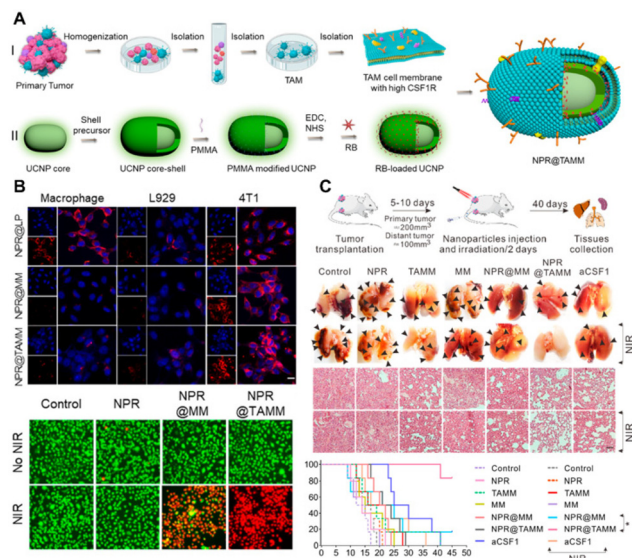 A
I
Homogenization
Isolation
Isolation
Primary Tumor
TAM
TAM cell membrane
with high CSF1R
II
Shell
precursor
PMMA
EDC,
NHS
RB
UCNP core
UCNP core-shell
PMMA modified UCNP
RB-loaded UCNP
NPR@TAMM
B
Macrophage
L929
4T1
NPR@LP
NPR@MM
NPR@TAMM
Control
NPR
NPR
@MM
NPR
@TAMM
No NIR
NIR
C
5-10 days
40 days
Primary tumor
≈200mm3
Distant tumor
≈100mm3
Tumor
transplantation
Nanoparticles injection
and irradiation/2 days
Tissues
collection
Control
NPR
TAMM
MM
NPR@MM
NPR
@TAMM
aCSF1
NIR
NIR
100
80
60
40
20
0
0 5 10 15 20 25 30 35 40 45
Control
NPR
TAMM
MM
NPR@MM
NPR@TAMM
aCSF1
Control
NPR
TAMM
MM
NPR@MM
NPR@TAMM
aCSF1
*
NIR